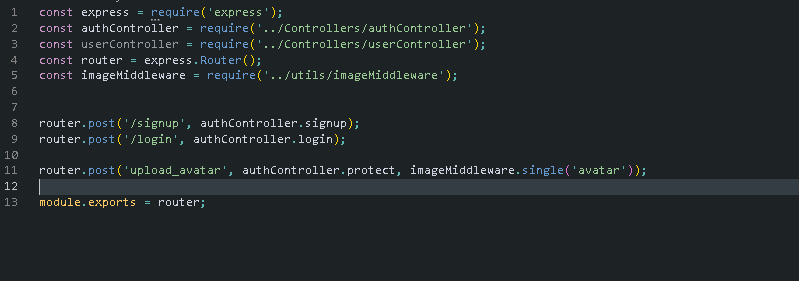 1 const express = require('express');
2 const authController = require('../Controllers/authController');
3 const userController = require('../Controllers/userController');
4 const router = express.Router();
5 const imageMiddleware = require('../utils/imageMiddleware');
6
7
8 router.post('/signup', authController.signup);
9 router.post('/login', authController.login);
10
11 router.post('upload_avatar', authController.protect, imageMiddleware.single('avatar'));
12
13 module.exports = router;